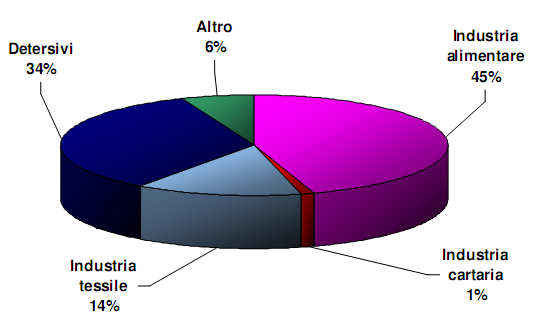 Altro
6%
Detersivi
34%
Industria
alimentare
45%
Industria
tessile
14%
Industria
cartaria
1%